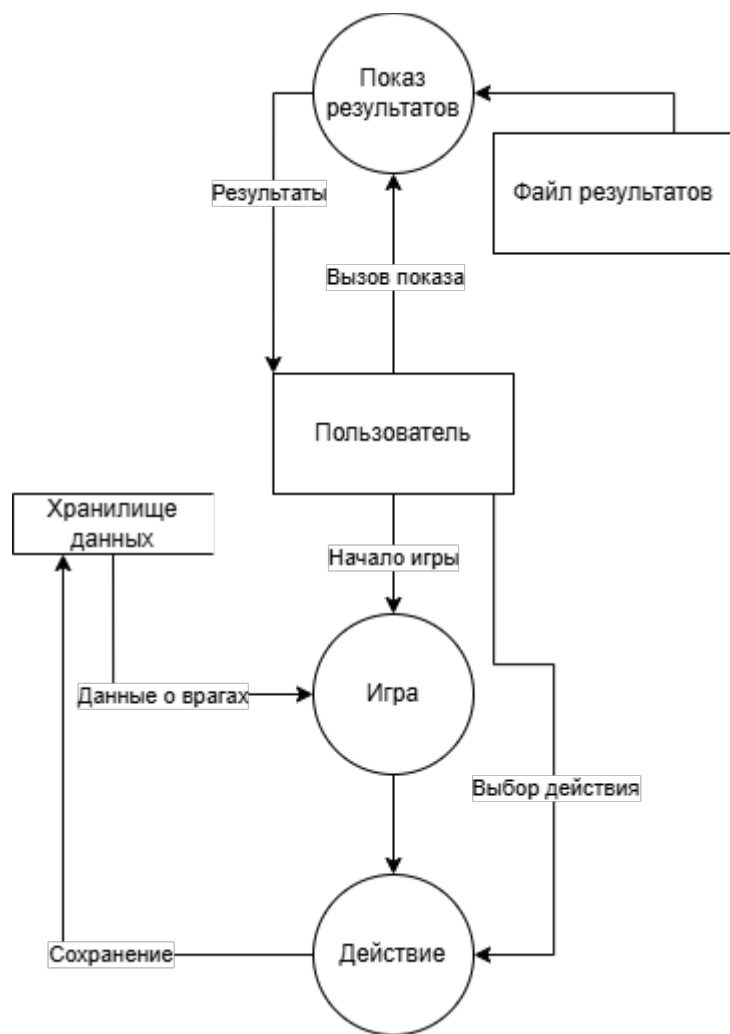 Показ
результатов
Файл результатов
Результаты
Вызов показа
Пользователь
Хранилище
данных
Начало игры
Данные о врагах
Игра
Выбор действия
Сохранение
Действие